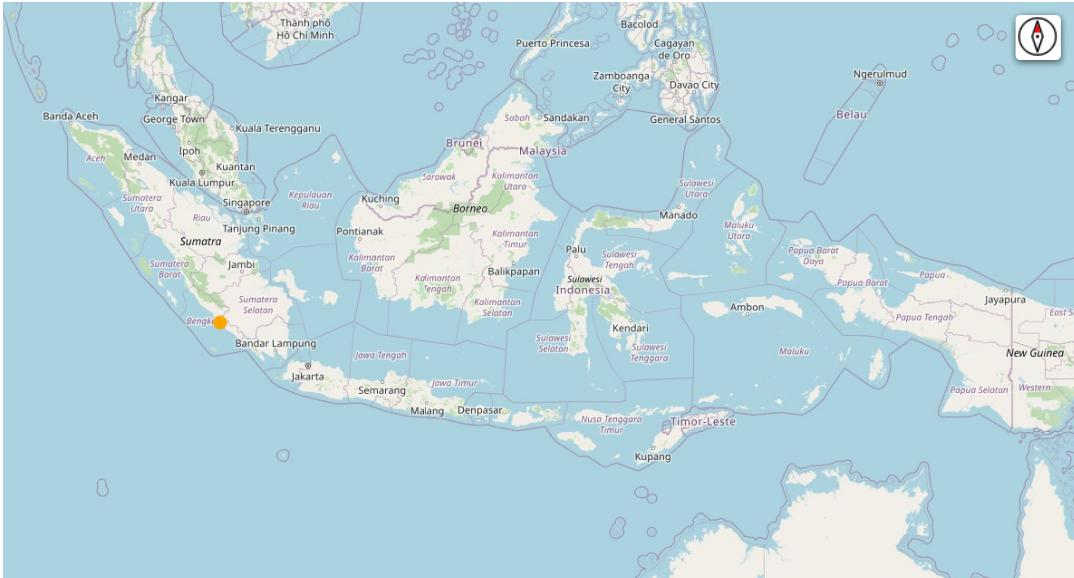 Bacolod
Thành phố
Hồ Chí Minh
Puerto Princesa
Cagayan
de Oro
Zamboanga
City
Davao City
Ngerulmud
Kangar
Banda Aceh
George Town
Kuala Terengganu
Sabah
Sandakan
General Santos
Belau
Brunei
Malaysia
Ipoh
Aceh
Medan
Kuantan
Kuala Lumpur
Sarawak
Kalimantan
Utara
Sulawesi
Utara
Sumatera
Utara
Kepulauan
Riau
Kuching
Singapore
Borneo
Riau
Manado
Tanjung Pinang
Pontianak
Maluku
Utara
Sumatra
Kalimantan
Timur
Palu
Papua Barat
Daya
Kalimantan
Barat
Sulawesi
Tengah
Sumatera
Barat
Jambi
Balikpapan
Papua
Kalimantan
Tengah
Sulawesi
Papua Barat
Indonesia
Sumatera
Selatan
Kalimantan
Selatan
Ambon
Jayapura
East S
Papua Tengah
Kendari
Sulawesi
Selatan
Bandar Lampung
Sulawesi
Tenggara
Maluku
New Guinea
Jawa Tengah
Jakarta
Jawa Timur
Semarang
Papua Selatan
Western
Malang
Denpasar
Nusa Tenggara
Timur
Timor-Leste
Kupang